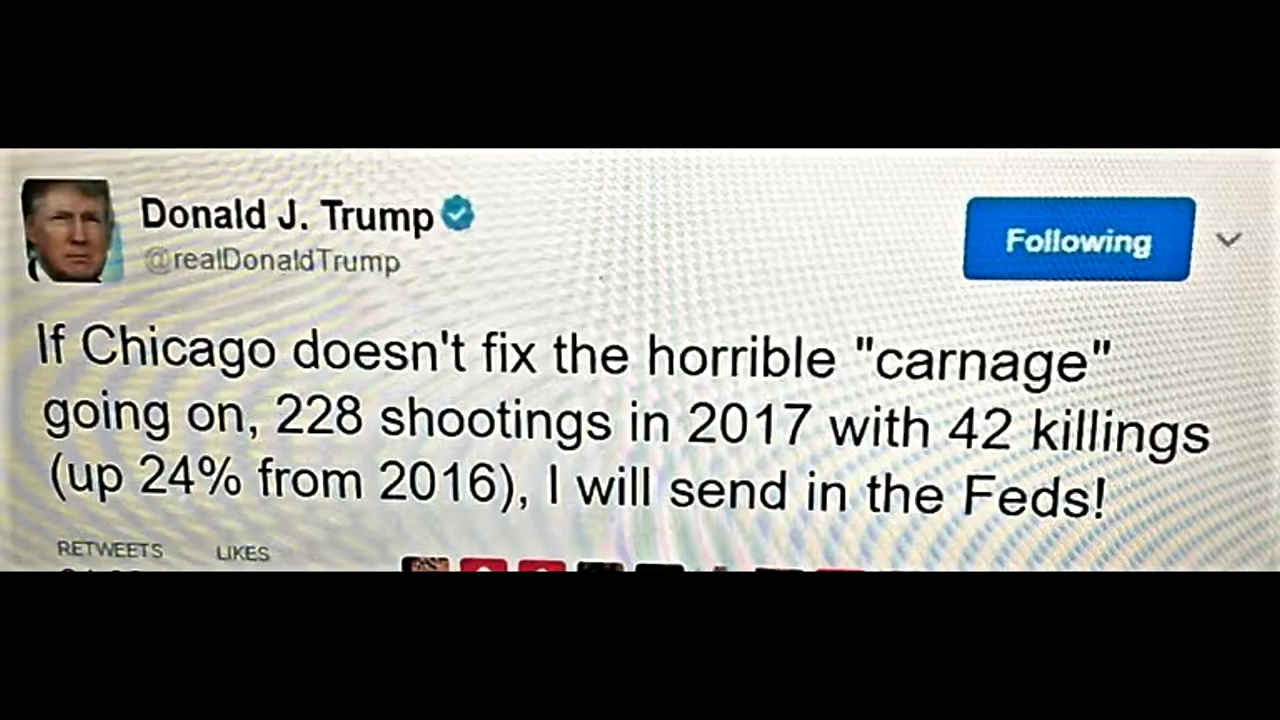 Donald J. Trump
@realDonaldTrump
Following
If Chicago doesn't fix the horrible "carnage"
going on, 228 shootings in 2017 with 42 killings
(up 24% from 2016), I will send in the Feds!
RETWEETS LIKES